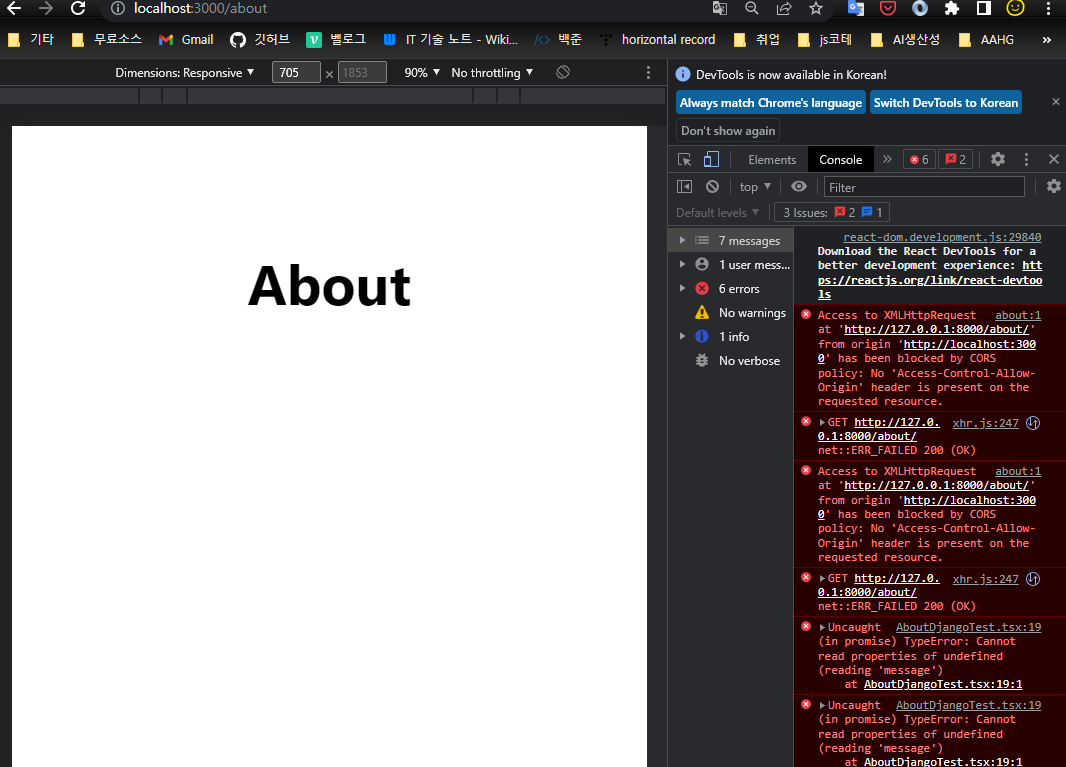 localhost:3000/about
기타 무료소스 Gmail 깃허브 벨로그 IT 기술 노트 - Wiki... 백준 horizontal record 취업 js코테 AI생산성 AAHG »
Dimensions: Responsive ▼ 705 × 1853 90% ▼ No throttling ▼
About
DevTools is now available in Korean!
Always match Chrome's language Switch DevTools to Korean
Don't show again
Elements Console » 6 2
top ▼ Filter
Default levels ▼ 3 Issues: 2 1
7 messages
1 user mess...
6 errors
No warnings
1 info
No verbose
react-dom.development.js:29840
Download the React DevTools for a
better development experience: htt
ps://reactjs.org/link/react-devtoo
ls
Access to XMLHttpRequest about:1
at 'http://127.0.0.1:8000/about/'
from origin 'http://localhost:300
0' has been blocked by CORS
policy: No 'Access-Control-Allow-
Origin' header is present on the
requested resource.
GET http://127.0. xhr.js:247
0.1:8000/about/
net::ERR_FAILED 200 (OK)
Access to XMLHttpRequest about:1
at 'http://127.0.0.1:8000/about/'
from origin 'http://localhost:300
0' has been blocked by CORS
policy: No 'Access-Control-Allow-
Origin' header is present on the
requested resource.
GET http://127.0. xhr.js:247
0.1:8000/about/
net::ERR_FAILED 200 (OK)
Uncaught AboutDjangoTest.tsx:19
(in promise) TypeError: Cannot
read properties of undefined
(reading 'message')
at AboutDjangoTest.tsx:19:1
Uncaught AboutDjangoTest.tsx:19
(in promise) TypeError: Cannot
read properties of undefined
(reading 'message')
at AboutDjangoTest.tsx:19:1